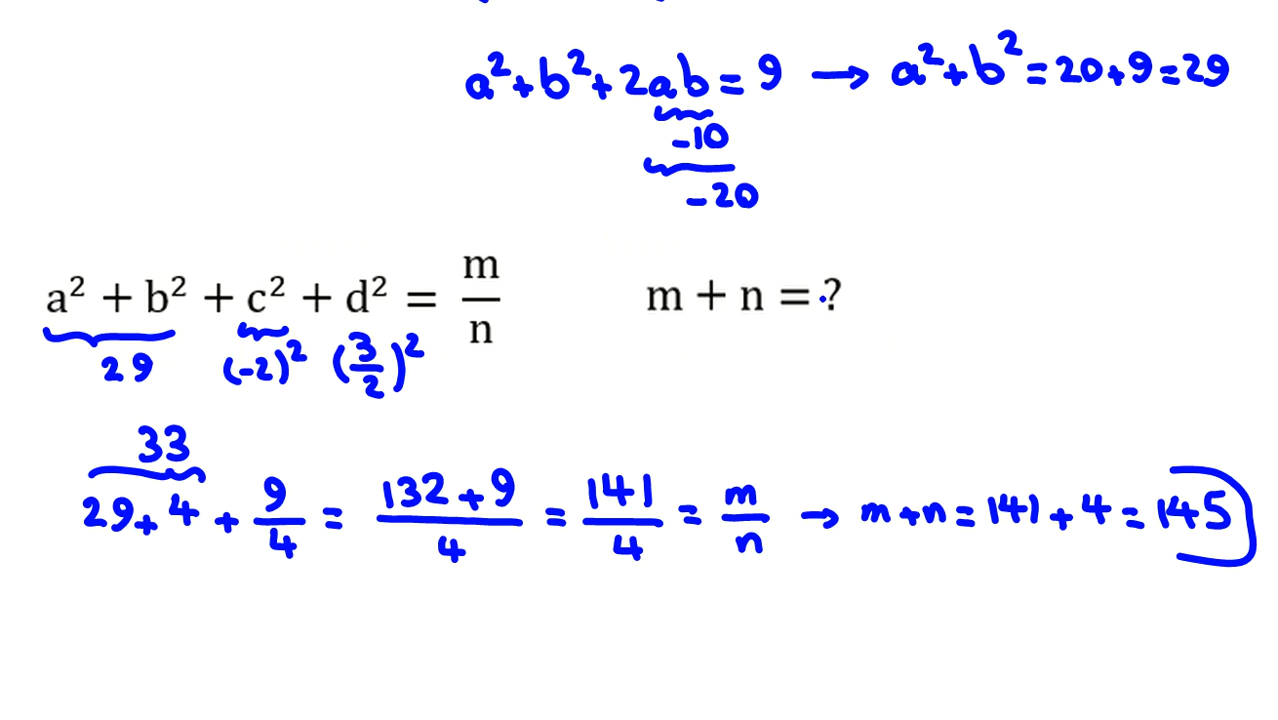 a² + b² + 2ab = 9 → a² + b² = 20 + 9 = 29
-10
-20
a² + b² + c² + d² = m/n    m + n = ?
29  (-2)²  (3/2)²
33
29 + 4 + 9/4 = (132 + 9)/4 = 141/4 = m/n → m + n = 141 + 4 = 145